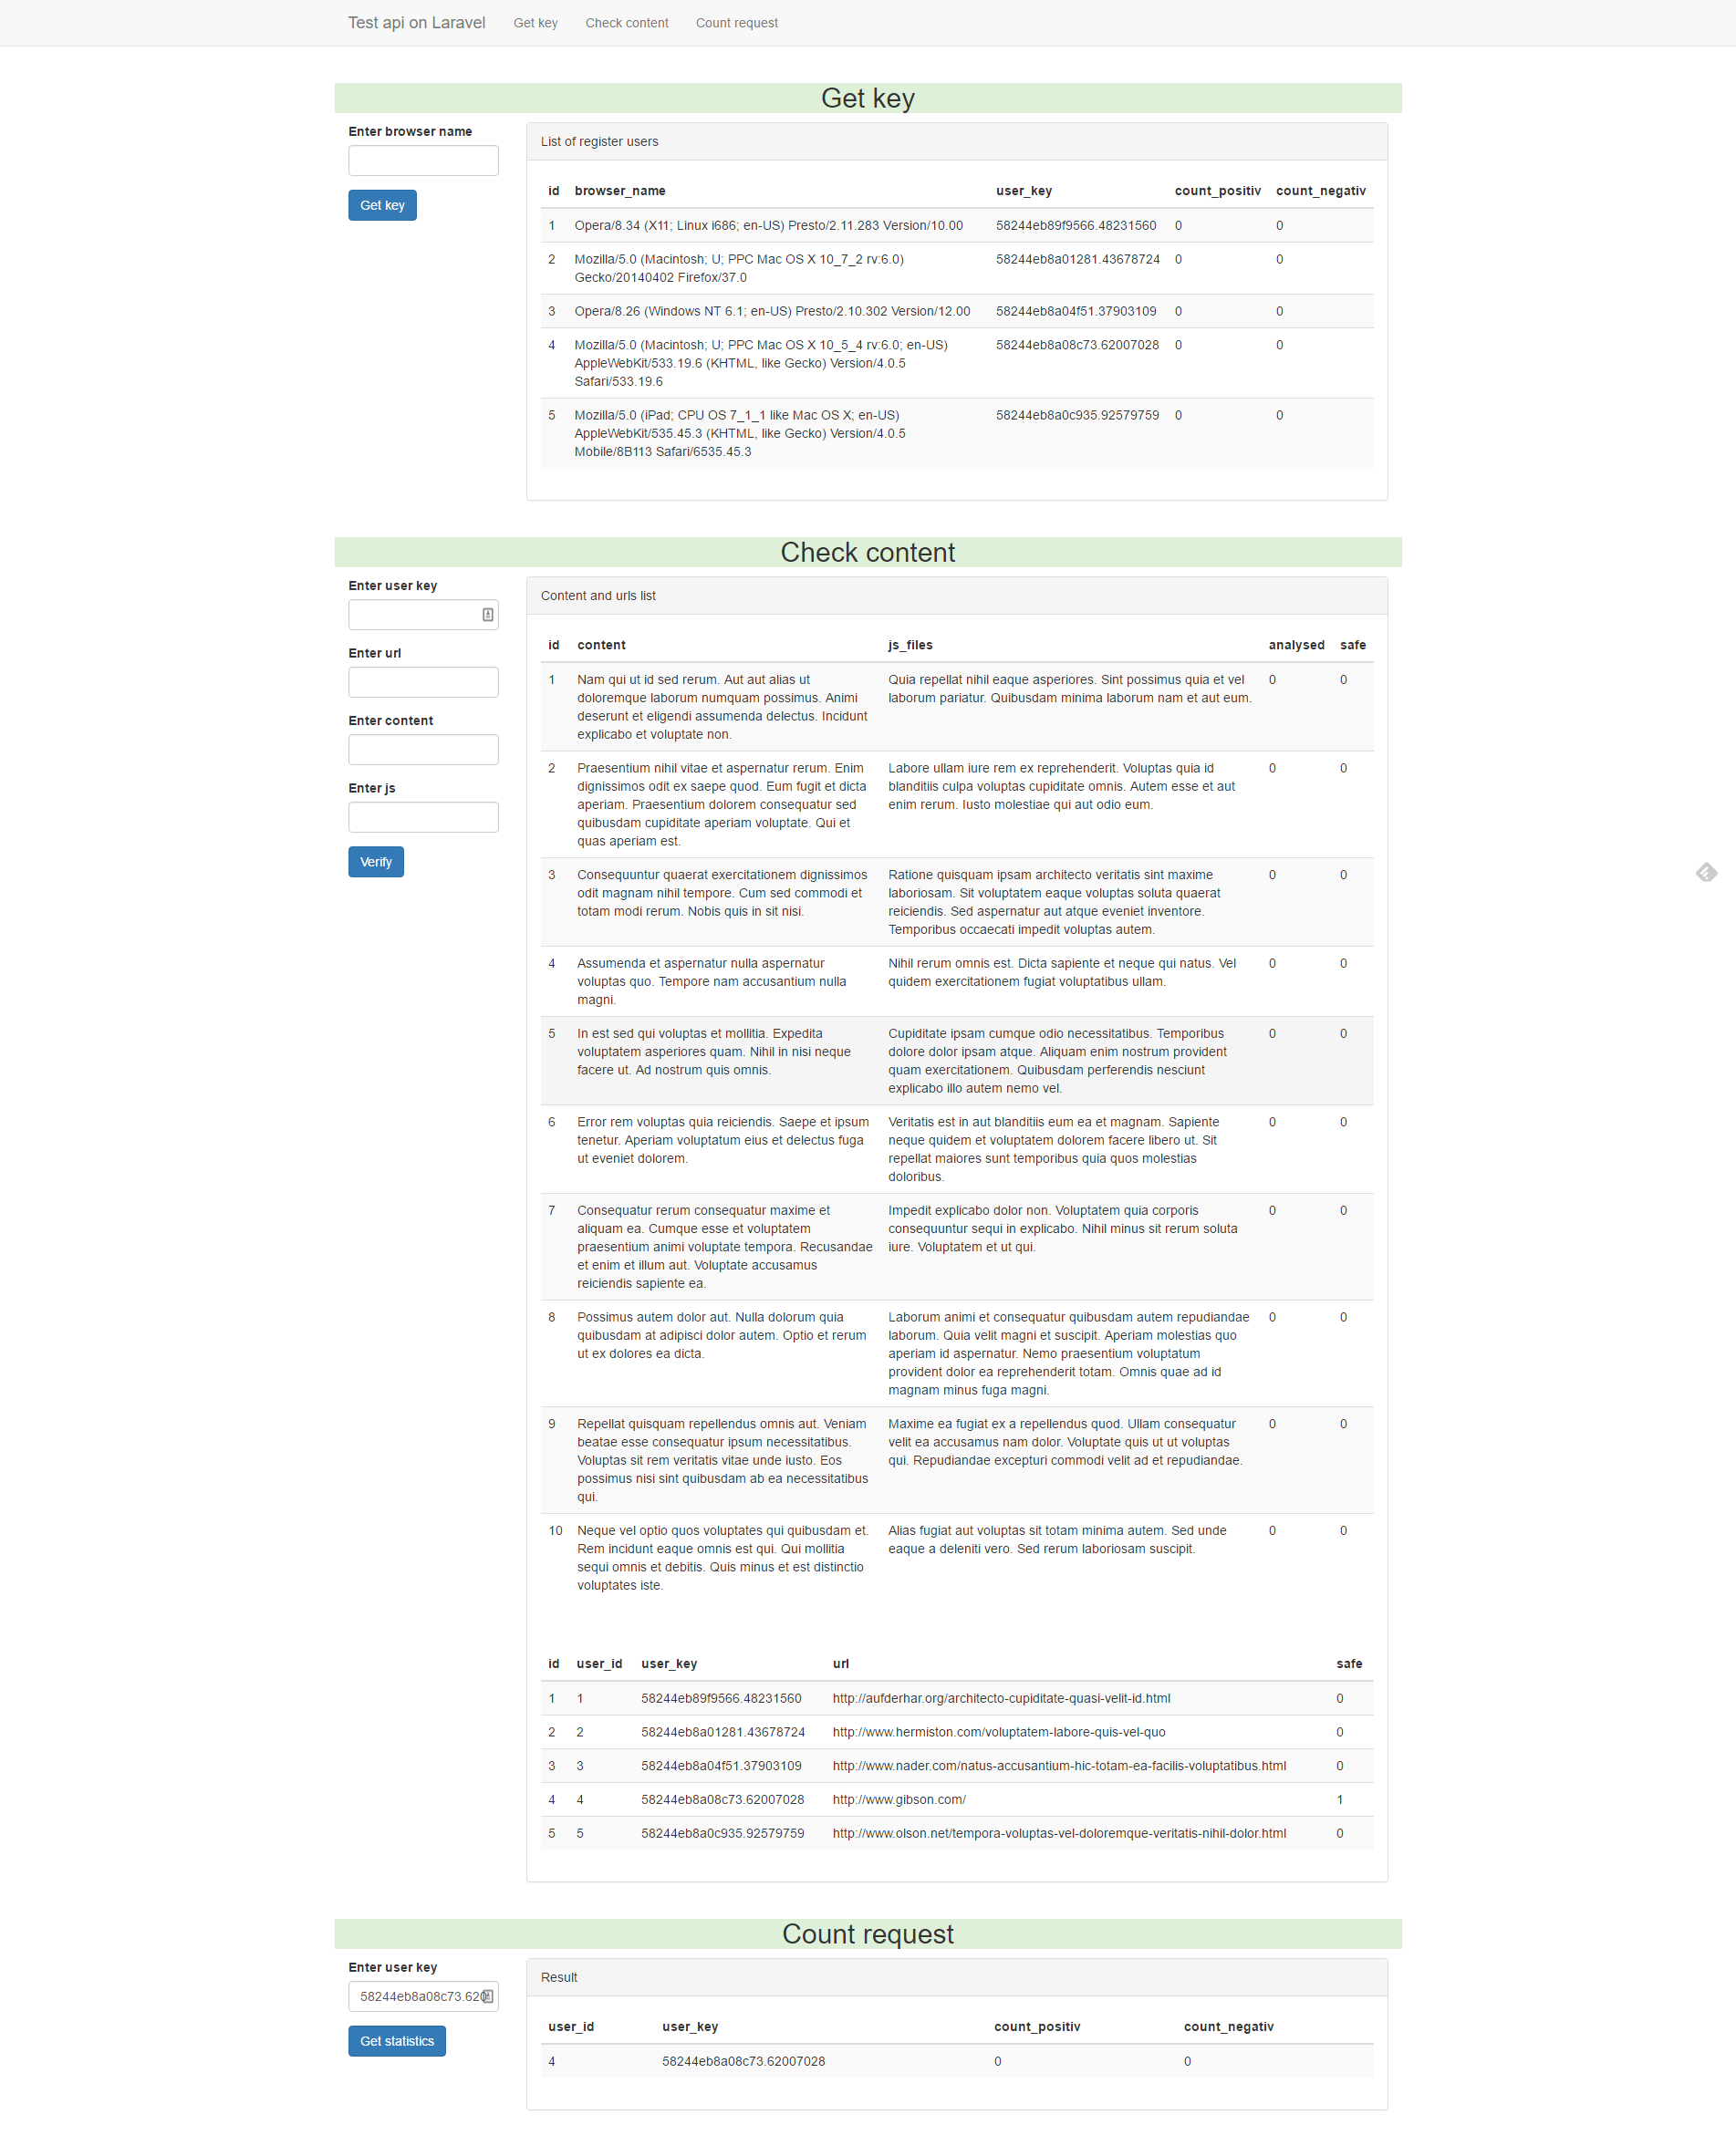 Test api on Laravel Get key Check content Count request
Get key
Enter browser name
Get key
List of register users
id browser_name user_key count_positiv count_negativ
1 Opera/8.34 (X11; Linux i686; en-US) Presto/2.11.283 Version/10.00 58244eb89f9566.48231560 0 0
2 Mozilla/5.0 (Macintosh; U; PPC Mac OS X 10_7_2 rv:6.0) 58244eb8a01281.43678724 0 0
Gecko/20140402 Firefox/37.0
3 Opera/8.26 (Windows NT 6.1; en-US) Presto/2.10.302 Version/12.00 58244eb8a04f51.37903109 0 0
4 Mozilla/5.0 (Macintosh; U; PPC Mac OS X 10_5_4 rv:6.0; en-US) 58244eb8a08c73.62007028 0 0
AppleWebKit/533.19.6 (KHTML, like Gecko) Version/4.0.5
Safari/533.19.6
5 Mozilla/5.0 (iPad; CPU OS 7_1_1 like Mac OS X; en-US) 58244eb8a0c935.92579759 0 0
AppleWebKit/535.45.3 (KHTML, like Gecko) Version/4.0.5
Mobile/8B113 Safari/6535.45.3
Check content
Enter user key
Enter url
Enter content
Enter js
Verify
Content and urls list
id content js_files analysed safe
1 Nam qui ut id sed rerum. Aut aut alias ut Quia repellat nihil eaque asperiores. Sint possimus quia et vel 0 0
doloremque laborum numquam possimus. Animi laborum pariatur. Quibusdam minima laborum nam et aut eum.
deserunt et eligendi assumenda delectus. Incidunt
explicabo et voluptate non.
2 Praesentium nihil vitae et aspernatur rerum. Enim Labore ullam iure rem ex reprehenderit. Voluptas quia id 0 0
dignissimos odit ex saepe quod. Eum fugit et dicta blanditiis culpa voluptas cupiditate omnis. Autem esse et aut
aperiam. Praesentium dolorem consequatur sed enim rerum. Iusto molestiae qui aut odio eum.
quibusdam cupiditate aperiam voluptate. Qui et
quas aperiam est.
3 Consequuntur quaerat exercitationem dignissimos Ratione quisquam ipsam architecto veritatis sint maxime 0 0
odit magnam nihil tempore. Cum sed commodi et laboriosam. Sit voluptatem eaque voluptas soluta quaerat
totam modi rerum. Nobis quis in sit nisi. reiciendis. Sed aspernatur aut atque eveniet inventore.
Temporibus occaecati impedit voluptas autem.
4 Assumenda et aspernatur nulla aspernatur Nihil rerum omnis est. Dicta sapiente et neque qui natus. Vel 0 0
voluptas quo. Tempore nam accusantium nulla quidem exercitationem fugiat voluptatibus ullam.
magni.
5 In est sed qui voluptas et mollitia. Expedita Cupiditate ipsam cumque odio necessitatibus. Temporibus 0 0
voluptatem asperiores quam. Nihil in nisi neque dolore dolor ipsam atque. Aliquam enim nostrum provident
facere ut. Ad nostrum quis omnis. quam exercitationem. Quibusdam perferendis nesciunt
explicabo illo autem nemo vel.
6 Error rem voluptas quia reiciendis. Saepe et ipsum Veritatis est in aut blanditiis eum ea et magnam. Sapiente 0 0
tenetur. Aperiam voluptatum eius et delectus fuga neque quidem et voluptatem dolorem facere libero ut. Sit
ut eveniet dolorem. repellat maiores sunt temporibus quia quos molestias
doloribus.
7 Consequatur rerum consequatur maxime et Impedit explicabo dolor non. Voluptatem quia corporis 0 0
aliquam ea. Cumque esse et voluptatem consequuntur sequi in explicabo. Nihil minus sit rerum soluta
praesentium animi voluptate tempora. Recusandae iure. Voluptatem et ut qui.
et enim et illum aut. Voluptate accusamus
reiciendis sapiente ea.
8 Possimus autem dolor aut. Nulla dolorum quia Laborum animi et consequatur quibusdam autem repudiandae 0 0
quibusdam at adipisci dolor autem. Optio et rerum laborum. Quia velit magni et suscipit. Aperiam molestias quo
ut ex dolores ea dicta. aperiam id aspernatur. Nemo praesentium voluptatum
provident dolor ea reprehenderit totam. Omnis quae ad id
magnam minus fuga magni.
9 Repellat quisquam repellendus omnis aut. Veniam Maxime ea fugiat ex a repellendus quod. Ullam consequatur 0 0
beatae esse consequatur ipsum necessitatibus. velit ea accusamus nam dolor. Voluptate quis ut ut voluptas
Voluptas sit rem veritatis vitae unde iusto. Eos qui. Repudiandae excepturi commodi velit ad et repudiandae.
possimus nisi sint quibusdam ab ea necessitatibus
qui.
10 Neque vel optio quos voluptates qui quibusdam et. Alias fugiat aut voluptas sit totam minima autem. Sed unde 0 0
Rem incidunt eaque omnis est qui. Qui mollitia eaque a deleniti vero. Sed rerum laboriosam suscipit.
sequi omnis et debitis. Quis minus et est distinctio
voluptates iste.
id user_id user_key url safe
1 1 58244eb89f9566.48231560 http://aufderhar.org/architecto-cupiditate-quasi-velit-id.html 0
2 2 58244eb8a01281.43678724 http://www.hermiston.com/voluptatem-labore-quis-vel-quo 0
3 3 58244eb8a04f51.37903109 http://www.nader.com/natus-accusantium-hic-totam-ea-facilis-voluptatibus.html 0
4 4 58244eb8a08c73.62007028 http://www.gibson.com/ 1
5 5 58244eb8a0c935.92579759 http://www.olson.net/tempora-voluptas-vel-doloremque-veritatis-nihil-dolor.html 0
Count request
Enter user key
58244eb8a08c73.620
Get statistics
Result
user_id user_key count_positiv count_negativ
4 58244eb8a08c73.62007028 0 0